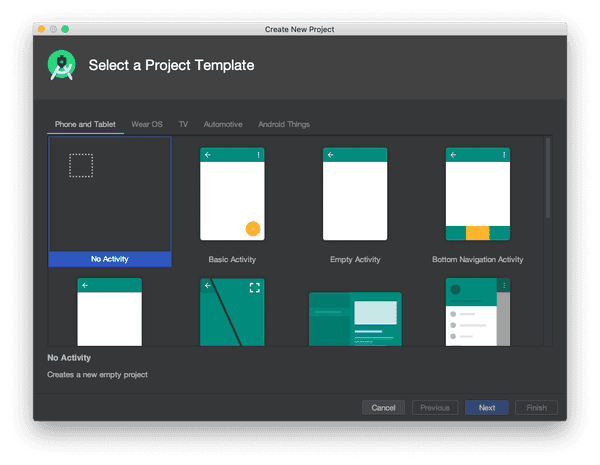 Create New Project
Select a Project Template
Phone and Tablet Wear OS TV Automotive Android Things
No Activity Basic Activity Empty Activity Bottom Navigation Activity
No Activity
Creates a new empty project
Cancel Previous Next Finish